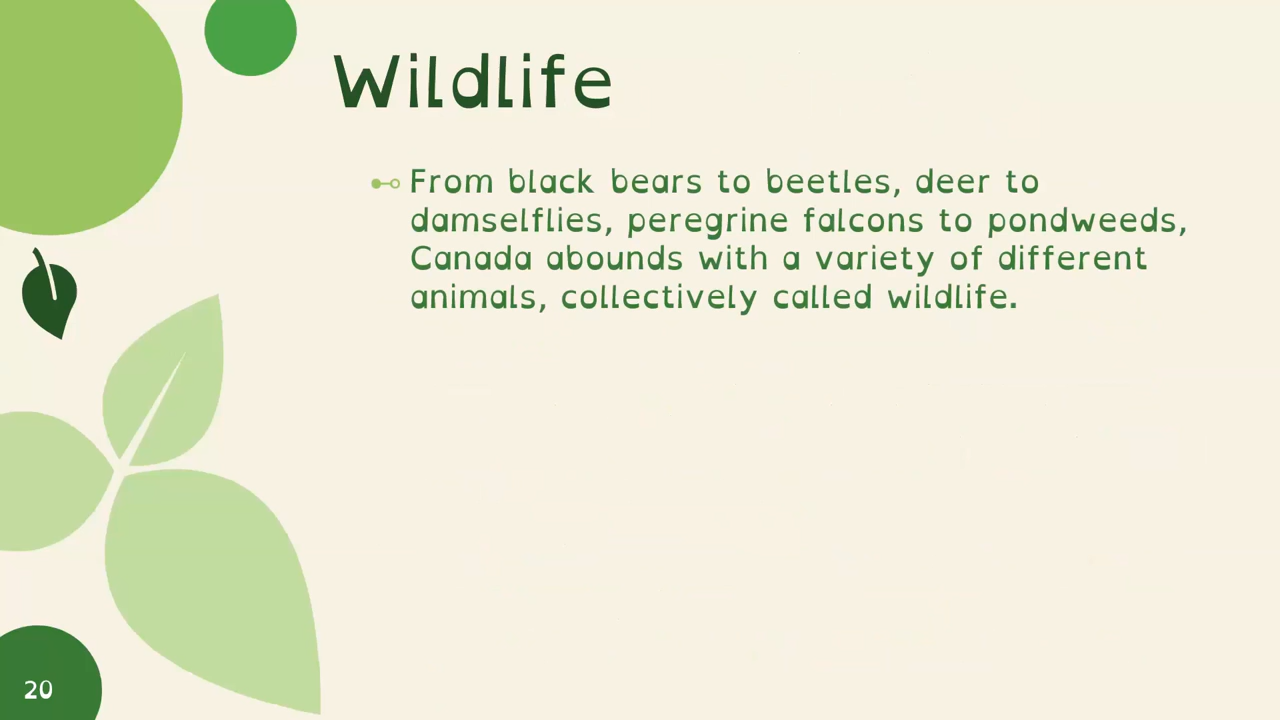 Wildlife
From black bears to beetles, deer to
damselflies, peregrine falcons to pondweeds,
Canada abounds with a variety of different
animals, collectively called wildlife.
20